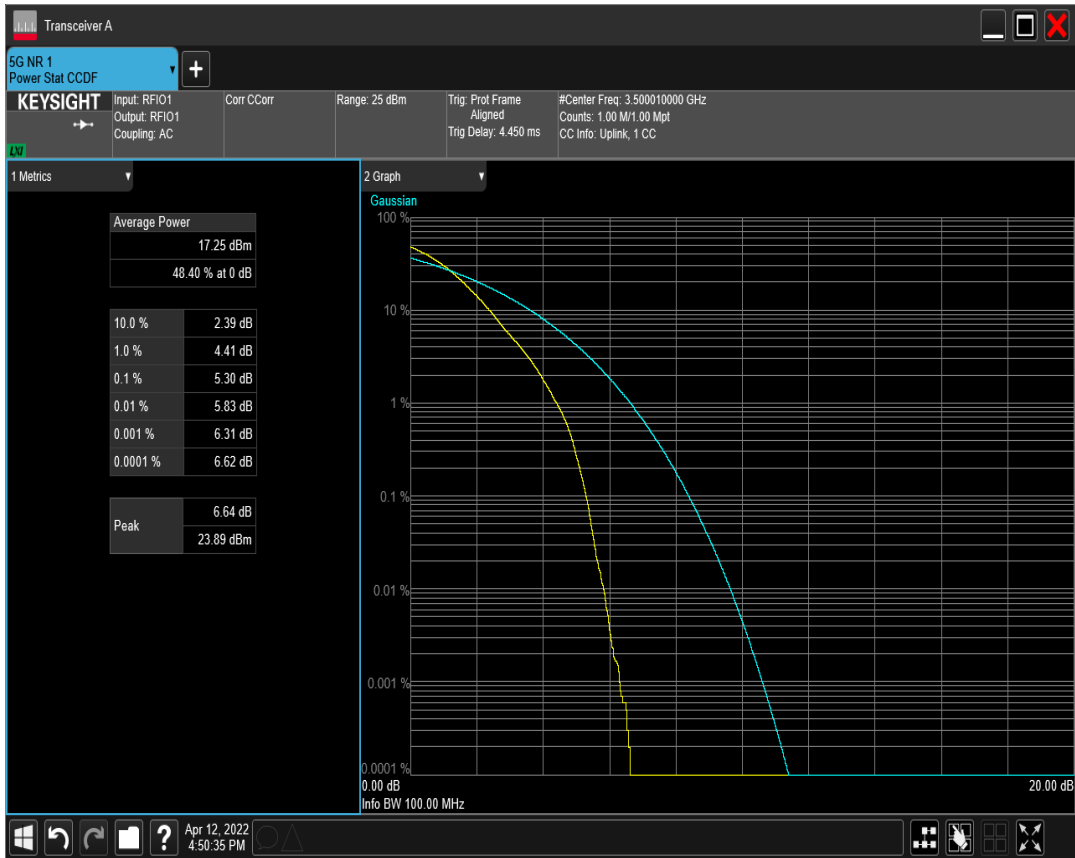 Transceiver A
5G NR 1
Power Stat CCDF
+
KEYSIGHT
LXI
Input: RFIO1
Output: RFIO1
Coupling: AC
Corr CCorr
Range: 25 dBm
Trig: Prot Frame
Aligned
Trig Delay: 4.450 ms
#Center Freq: 3.500010000 GHz
Counts: 1.00 M/1.00 Mpt
CC Info: Uplink, 1 CC
1 Metrics
Average Power
17.25 dBm
48.40 % at 0 dB
10.0 % 2.39 dB
1.0 % 4.41 dB
0.1 % 5.30 dB
0.01 % 5.83 dB
0.001 % 6.31 dB
0.0001 % 6.62 dB
Peak
6.64 dB
23.89 dBm
2 Graph
Gaussian
100 %
10 %
1 %
0.1 %
0.01 %
0.001 %
0.0001 %
0.00 dB 20.00 dB
Info BW 100.00 MHz
?
Apr 12, 2022
4:50:35 PM